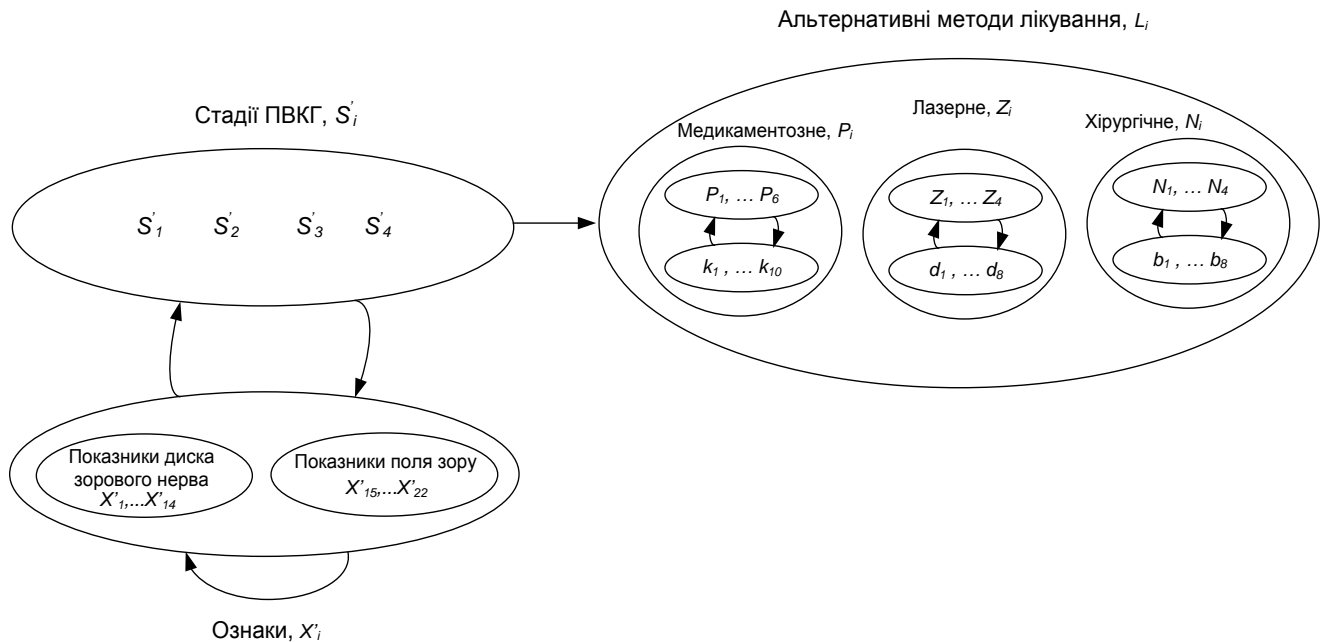 Альтернативні методи лікування, Lᵢ
Стадії ПВКГ, S'ᵢ
Медикаментозне, Pᵢ
Лазерне, Zᵢ
Хірургічне, Nᵢ
S'₁ S'₂ S'₃ S'₄
P₁, ... P₆
k₁ , ... k₁₀
Z₁, ... Z₄
d₁ , ... d₈
N₁, ... N₄
b₁ , ... b₈
Показники диска
зорового нерва
X'₁,...X'₁₄
Показники поля зору
X'₁₅,...X'₂₂
Ознаки, X'ᵢ